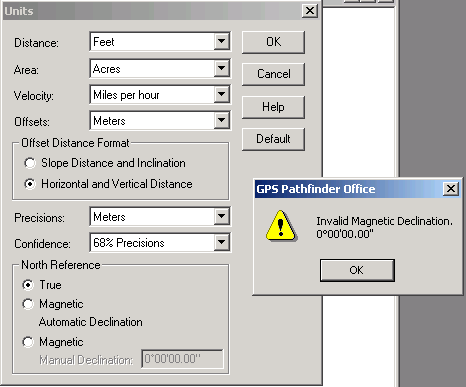 Units
Distance: Feet
OK
Area: Acres
Cancel
Velocity: Miles per hour
Help
Offsets: Meters
Default
Offset Distance Format
Slope Distance and Inclination
Horizontal and Vertical Distance
Precisions: Meters
Confidence: 68% Precisions
North Reference
True
Magnetic
Automatic Declination
Magnetic
Manual Declination: 0°00'00.00"
GPS Pathfinder Office
Invalid Magnetic Declination.
0°00'00.00"
OK